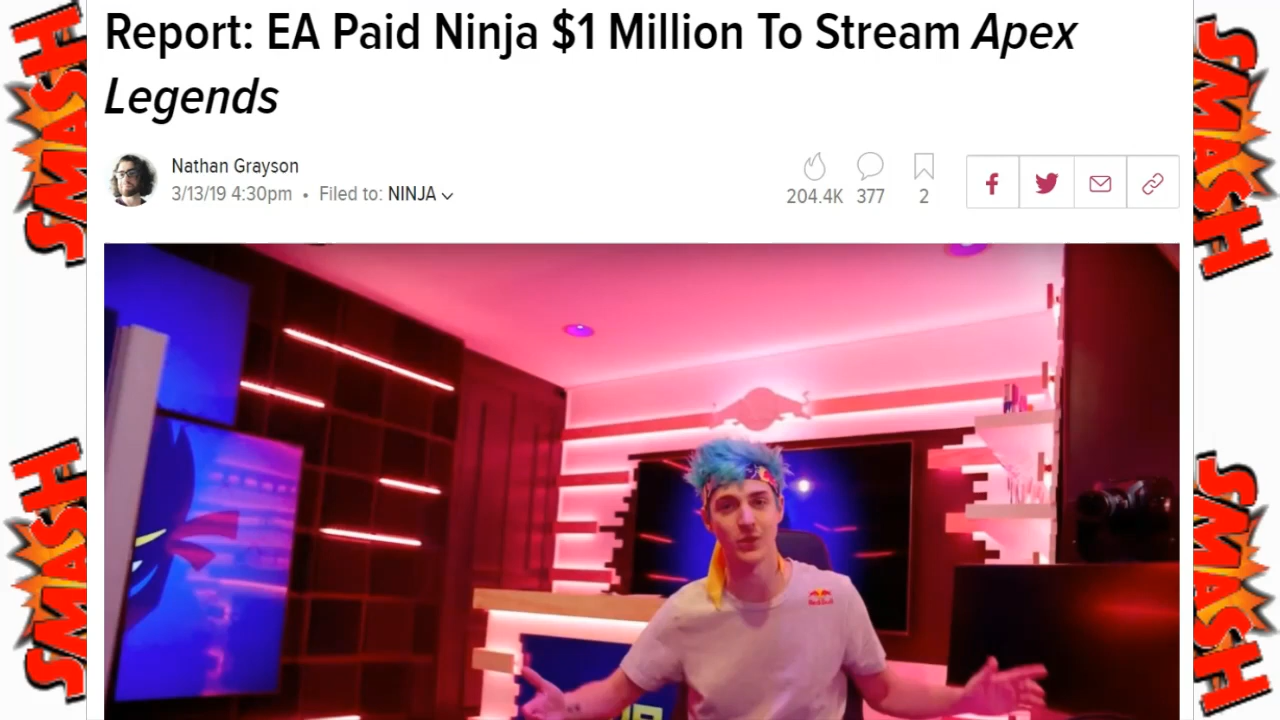 Report: EA Paid Ninja $1 Million To Stream Apex
Legends
Nathan Grayson
3/13/19 4:30pm • Filed to: NINJA
204.4K 377 2
SMASH
SMASH
SMASH
SMASH
RedBull